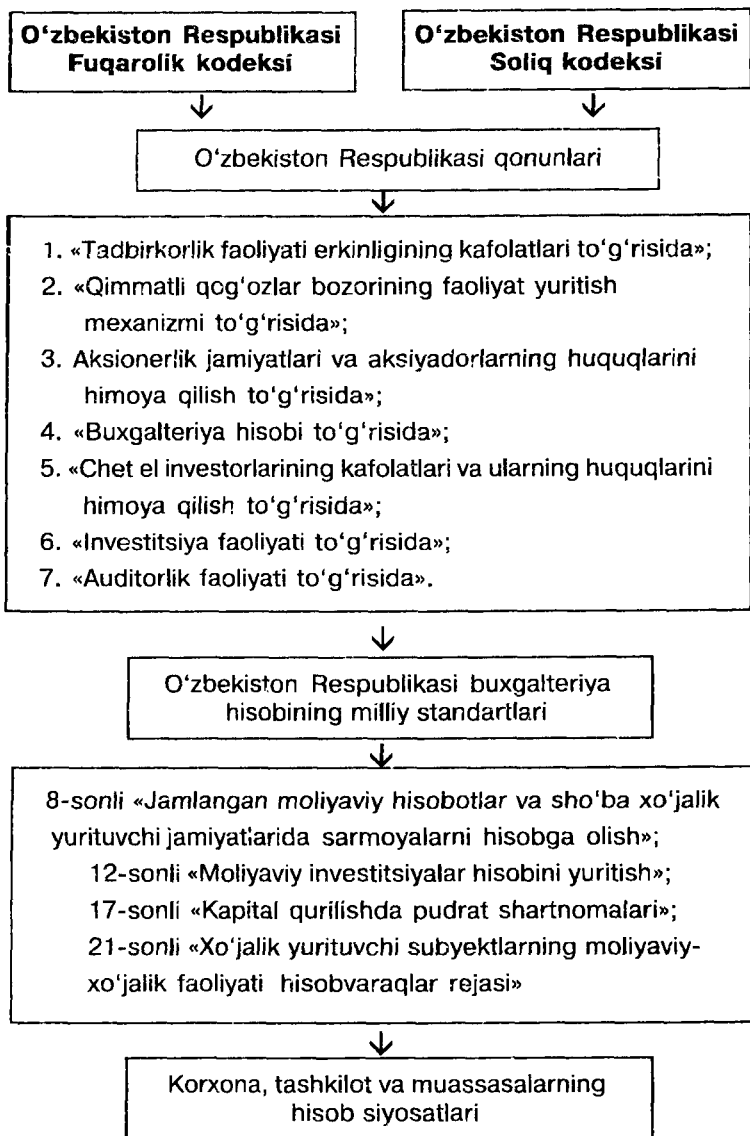 O‘zbekiston Respublikasi
Fuqarolik kodeksi
O‘zbekiston Respublikasi
Soliq kodeksi
O‘zbekiston Respublikasi qonunlari
1. «Tadbirkorlik faoliyati erkinligining kafolatlari to‘g‘risida»;
2. «Qimmatli qog‘ozlar bozorining faoliyat yuritish
mexanizmi to‘g‘risida»;
3. Aksionerlik jamiyatlari va aksiyadorlarning huquqlarini
himoya qilish to‘g‘risida»;
4. «Buxgalteriya hisobi to‘g‘risida»;
5. «Chet el investorlarining kafolatlari va ularning huquqlarini
himoya qilish to‘g‘risida»;
6. «Investitsiya faoliyati to‘g‘risida»;
7. «Auditorlik faoliyati to‘g‘risida».
O‘zbekiston Respublikasi buxgalteriya
hisobining milliy standartlari
8-sonli «Jamlangan moliyaviy hisobotlar va sho‘ba xo‘jalik
yurituvchi jamiyatlarida sarmoyalarni hisobga olish»;
12-sonli «Moliyaviy investitsiyalar hisobini yuritish»;
17-sonli «Kapital qurilishda pudrat shartnomalari»;
21-sonli «Xo‘jalik yurituvchi subyektlarning moliyaviy-
xo‘jalik faoliyati hisobvaraqlar rejasi»
Korxona, tashkilot va muassasalarning
hisob siyosatlari